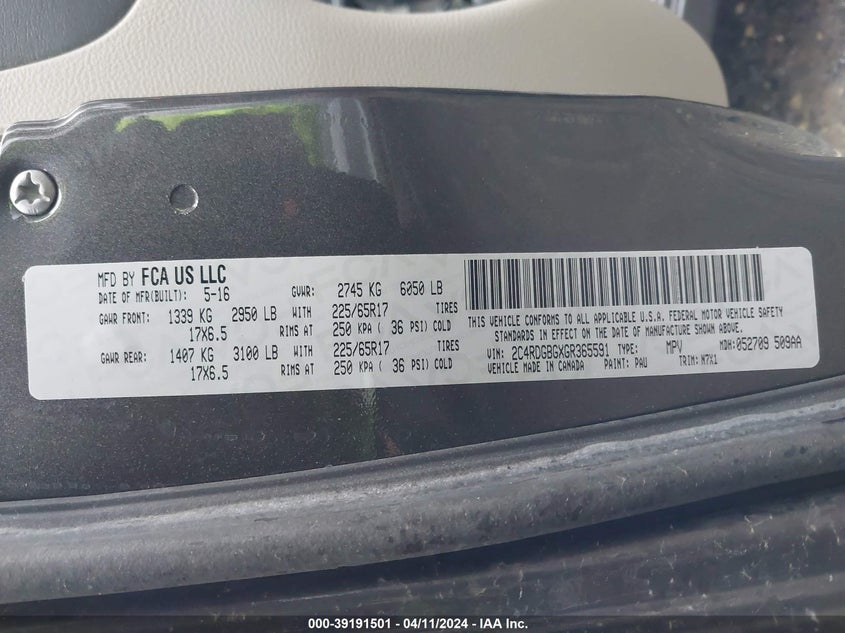 MFD BY FCA US LLC
DATE OF MFR(BUILT): 5-16 GVWR: 2745 KG 6050 LB
GAWR FRONT: 1339 KG 2950 LB WITH 225/65R17 TIRES
17X6.5 RIMS AT 250 KPA ( 36 PSI) COLD
GAWR REAR: 1407 KG 3100 LB WITH 225/65R17 TIRES
17X6.5 RIMS AT 250 KPA ( 36 PSI) COLD
THIS VEHICLE CONFORMS TO ALL APPLICABLE U.S.A. FEDERAL MOTOR VEHICLE SAFETY
STANDARDS IN EFFECT ON THE DATE OF MANUFACTURE SHOWN ABOVE.
VIN: 2C4RDGBGXGR365591 TYPE: MPV MDH: 052709 509AA
VEHICLE MADE IN CANADA PAINT: PAU TRIM: N7X1
000-39191501 - 04/11/2024 - IAA Inc.